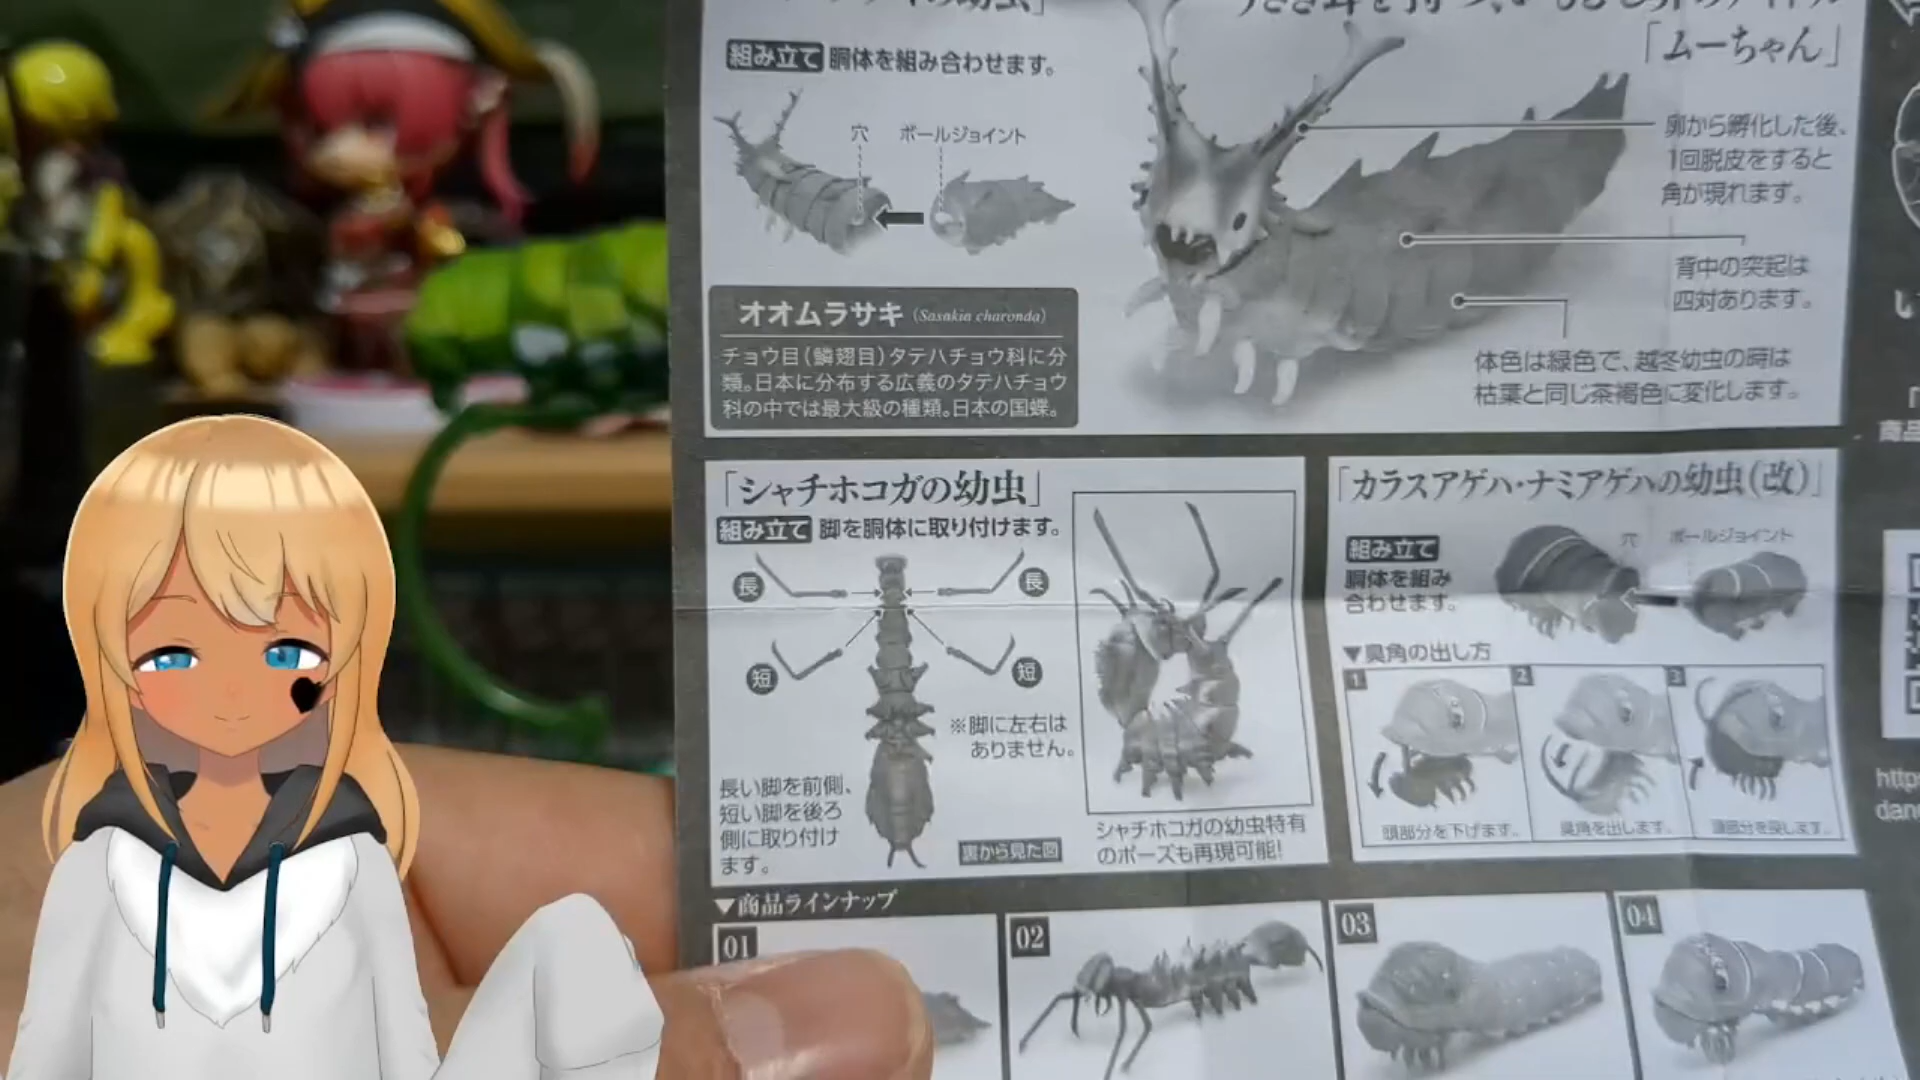 の幼虫」
「ムーちゃん」
組み立て 胴体を組み合わせます。
穴 ボールジョイント
卵から孵化した後、
1回脱皮をすると
角が現れます。
背中の突起は
四対あります。
体色は緑色で、越冬幼虫の時は
枯葉と同じ茶褐色に変化します。
オオムラサキ (Sasakia charonda)
チョウ目(鱗翅目)タテハチョウ科に分
類。日本に分布する広義のタテハチョウ
科の中では最大級の種類。日本の国蝶。
「シャチホコガの幼虫」
組み立て 脚を胴体に取り付けます。
長 長
短 短
※脚に左右は
ありません。
長い脚を前側、
短い脚を後ろ
側に取り付け
ます。
裏から見た図
シャチホコガの幼虫特有
のポーズも再現可能!
「カラスアゲハ・ナミアゲハの幼虫(改)」
組み立て
胴体を組み
合わせます。
穴 ボールジョイント
▼臭角の出し方
1 2 3
頭部分を下げます。 臭角を出します。 頭部分を戻します。
▼商品ラインナップ
01 02 03 04
商品
http
dang